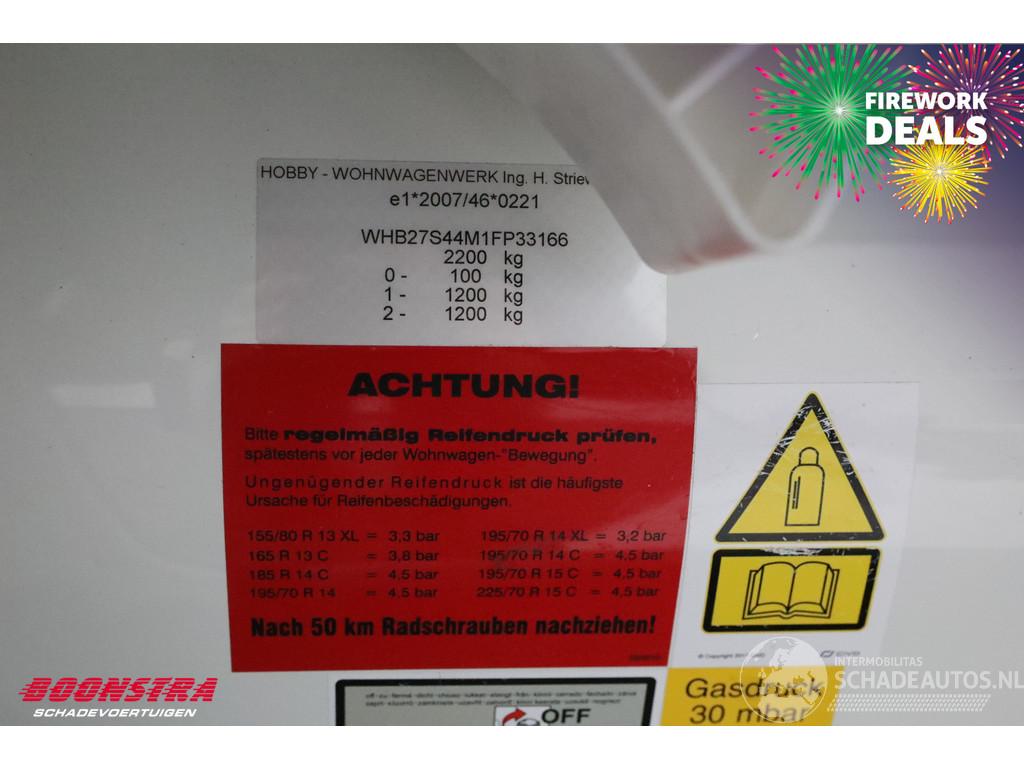 FIREWORK
DEALS
HOBBY - WOHNWAGENWERK Ing. H. Striev
e1*2007/46*0221
WHB27S44M1FP33166
2200 kg
0 - 100 kg
1 - 1200 kg
2 - 1200 kg
ACHTUNG!
Bitte regelmäßig Reifendruck prüfen,
spätestens vor jeder Wohnwagen-"Bewegung".
Ungenügender Reifendruck ist die häufigste
Ursache für Reifenbeschädigungen.
155/80 R 13 XL = 3,3 bar 195/70 R 14 XL = 3,2 bar
165 R 13 C = 3,8 bar 195/70 R 14 C = 4,5 bar
185 R 14 C = 4,5 bar 195/70 R 15 C = 4,5 bar
195/70 R 14 = 4,5 bar 225/70 R 15 C = 4,5 bar
Nach 50 km Radschrauben nachziehen!
© Copyright
OFF
Gasdruck
30 mbar
BOONSTRA
SCHADEVOERTUIGEN
INTERMOBILITAS
SCHADEAUTOS.NL